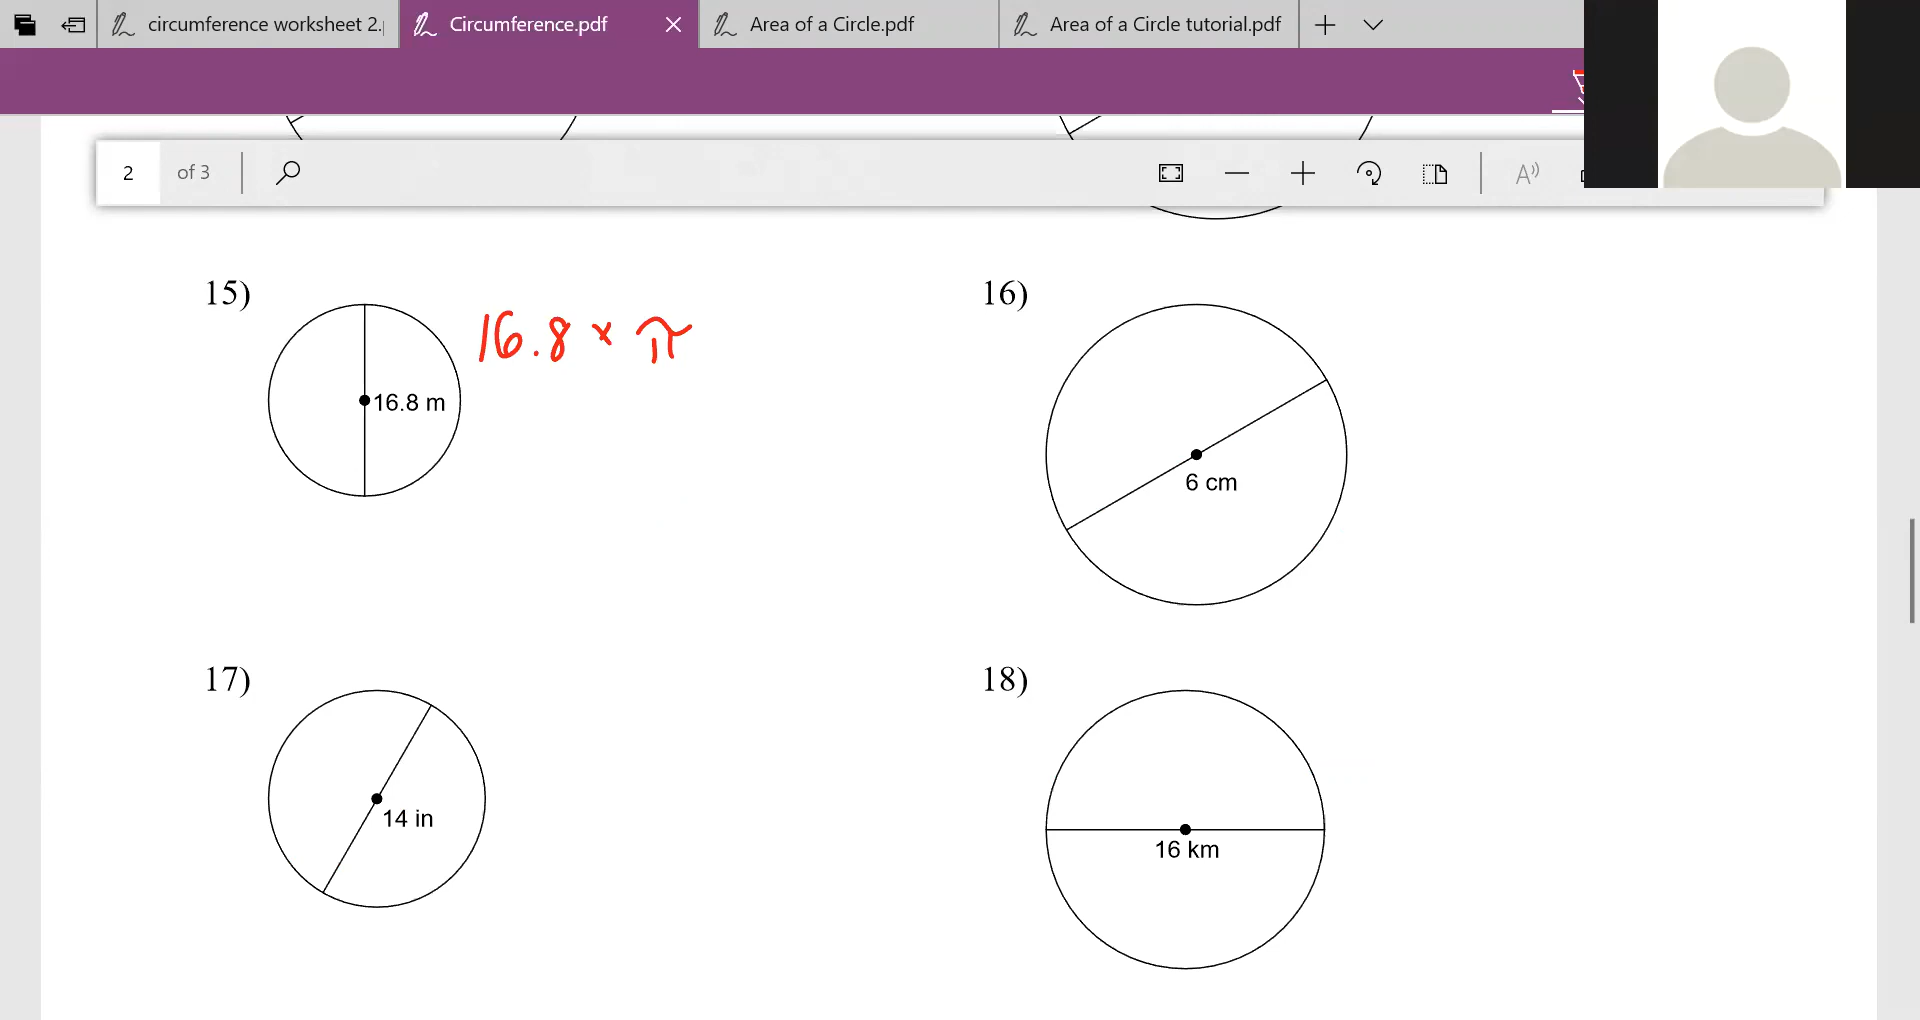 circumference worksheet 2.p
Circumference.pdf
Area of a Circle.pdf
Area of a Circle tutorial.pdf
2 of 3
15)
16.8 × π
16.8 m
16)
6 cm
17)
14 in
18)
16 km